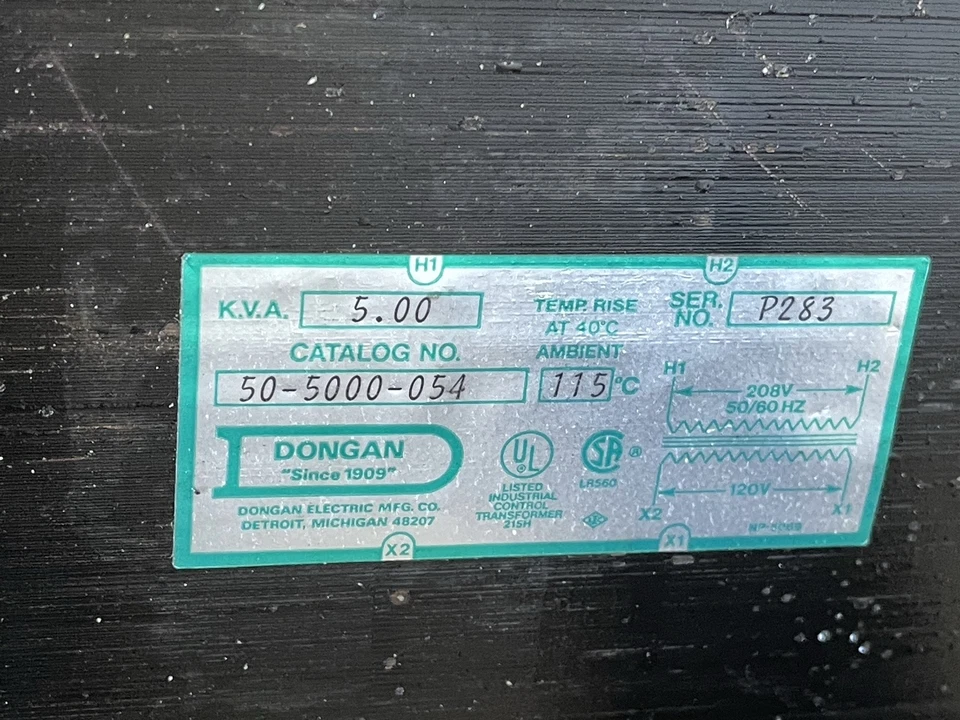 H1 H2
K.V.A. 5.00
TEMP. RISE
AT 40°C
AMBIENT
115 °C
SER.
NO. P283
CATALOG NO.
50-5000-054
H1 H2
208V
50/60 HZ
120V
X2 X1
DONGAN
"Since 1909"
DONGAN ELECTRIC MFG. CO.
DETROIT, MICHIGAN 48207
UL
LISTED
INDUSTRIAL
CONTROL
TRANSFORMER
215H
SA ®
LR560
X2 X1